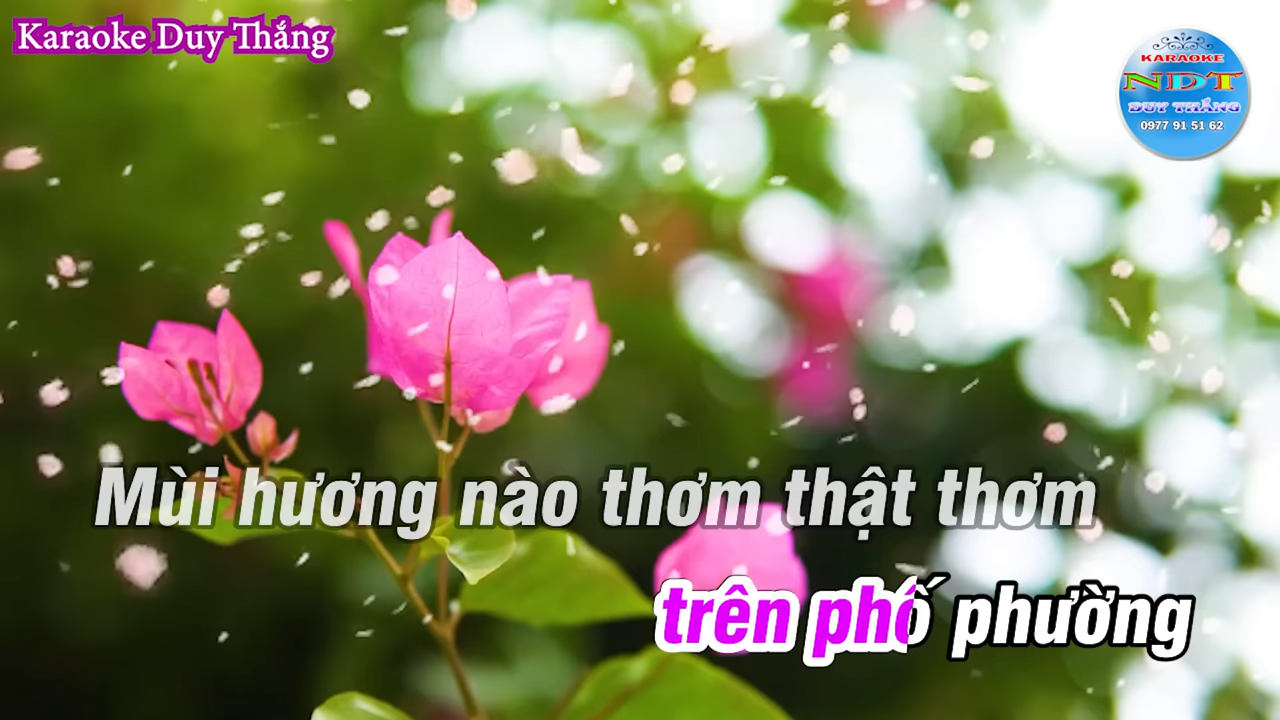 Karaoke Duy Thắng
KARAOKE
NDT
DUY THẮNG
0977 91 51 62
Mùi hương nào thơm thật thơm
trên phố phường